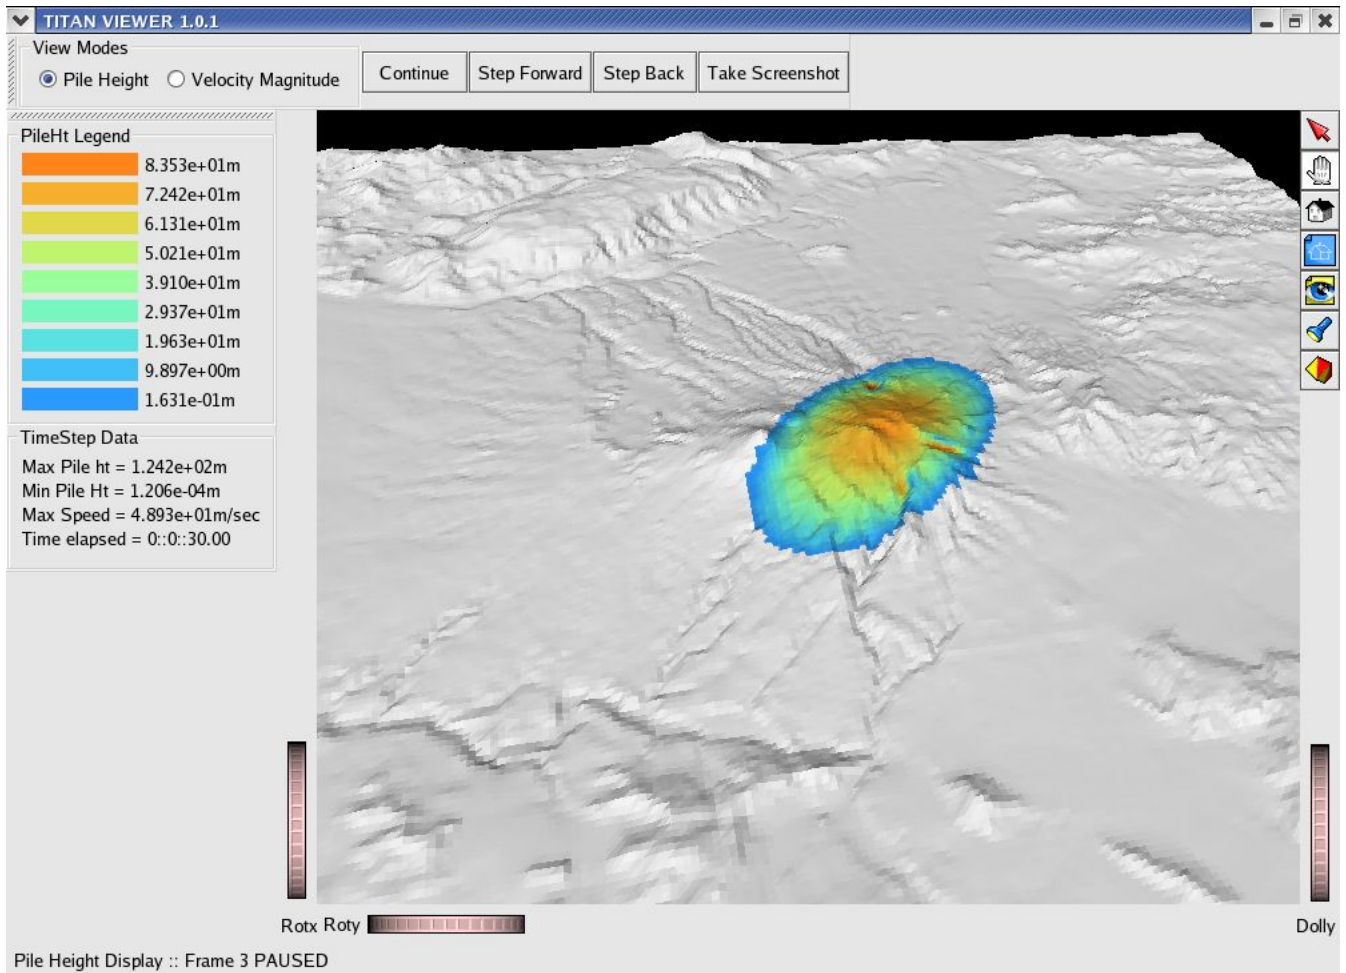 TITAN VIEWER 1.0.1
View Modes
Pile Height Velocity Magnitude
Continue Step Forward Step Back Take Screenshot
PileHt Legend
8.353e+01m
7.242e+01m
6.131e+01m
5.021e+01m
3.910e+01m
2.937e+01m
1.963e+01m
9.897e+00m
1.631e-01m
TimeStep Data
Max Pile ht = 1.242e+02m
Min Pile Ht = 1.206e-04m
Max Speed = 4.893e+01m/sec
Time elapsed = 0::0::30.00
Rotx Roty Dolly
Pile Height Display :: Frame 3 PAUSED